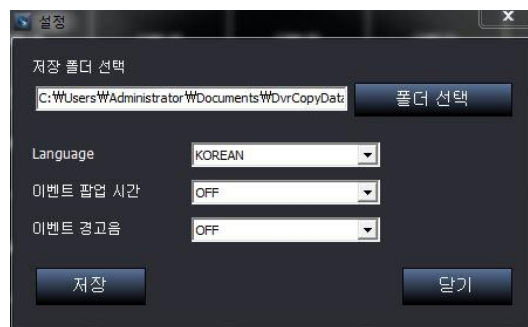 설정
x
저장 폴더 선택
C:₩Users₩Administrator₩Documents₩DvrCopyData
폴더 선택
Language
KOREAN
이벤트 팝업 시간
OFF
이벤트 경고음
OFF
저장
닫기